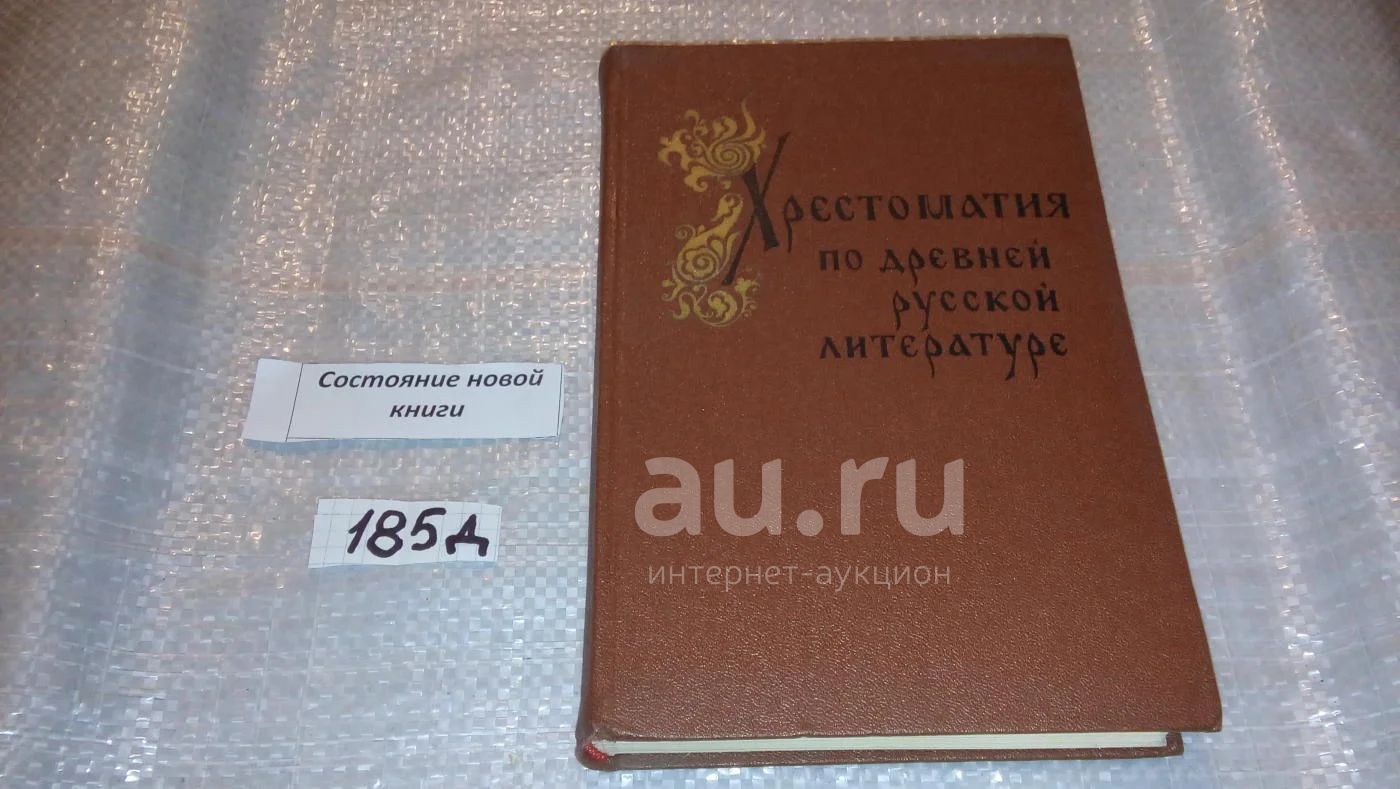 Хрестоматия
по древней
русской
литературе
Состояние новой
книги
185д
au.ru
интернет-аукцион